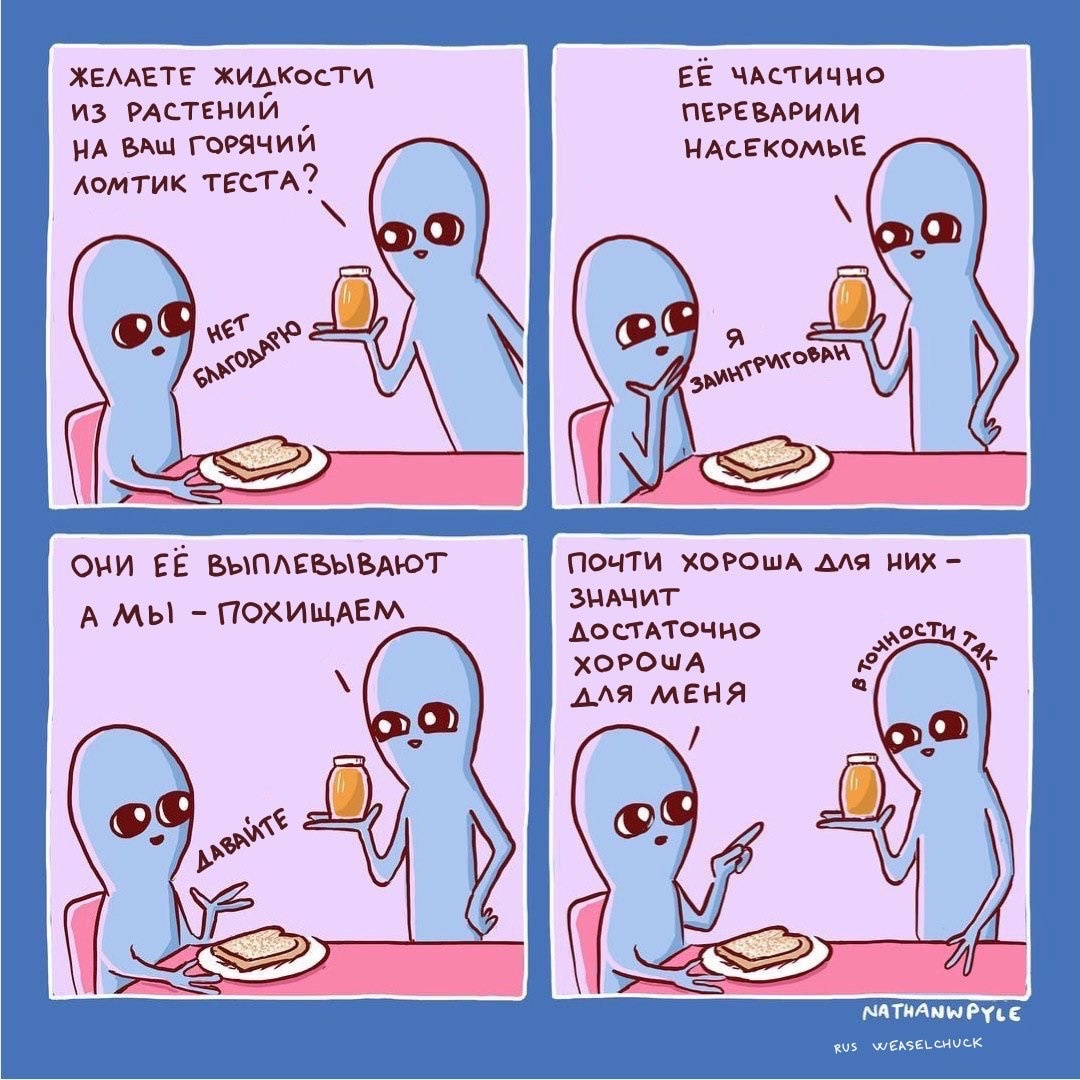 ЖЕЛАЕТЕ ЖИДКОСТИ
ИЗ РАСТЕНИЙ
НА ВАШ ГОРЯЧИЙ
ЛОМТИК ТЕСТА?
НЕТ
БЛАГОДАРЮ
ЕЁ ЧАСТИЧНО
ПЕРЕВАРИЛИ
НАСЕКОМЫЕ
Я
ЗАИНТРИГОВАН
ОНИ ЕЁ ВЫПЛЕВЫВАЮТ
А МЫ – ПОХИЩАЕМ
ДАВАЙТЕ
ПОЧТИ ХОРОША ДЛЯ НИХ –
ЗНАЧИТ
ДОСТАТОЧНО
ХОРОША
ДЛЯ МЕНЯ
В ТОЧНОСТИ ТАК
NATHANWPYLE
RUS WEASELCHUCK